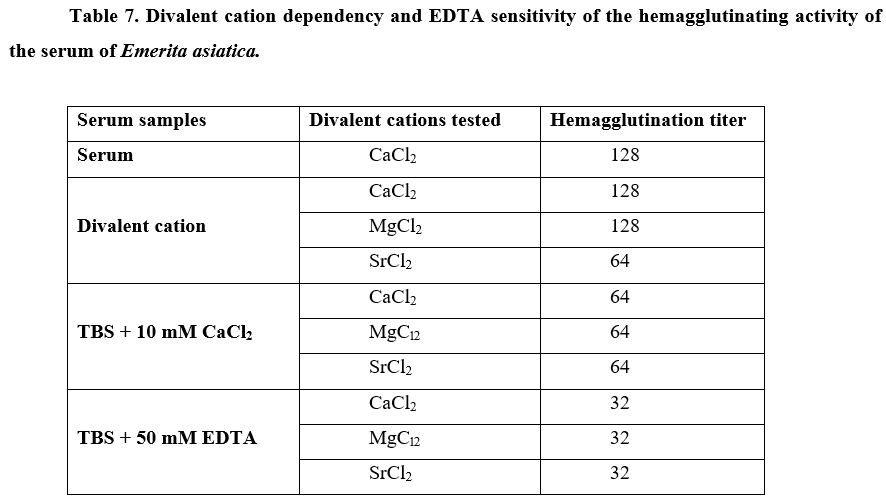 Table 7. Divalent cation dependency and EDTA sensitivity of the hemagglutinating activity of
the serum of Emerita asiatica.
Serum samples Divalent cations tested Hemagglutination titer
Serum CaCl₂ 128
Divalent cation CaCl₂ 128
MgCl₂ 128
SrCl₂ 64
TBS + 10 mM CaCl₂ CaCl₂ 64
MgC₁₂ 64
SrCl₂ 64
TBS + 50 mM EDTA CaCl₂ 32
MgC₁₂ 32
SrCl₂ 32